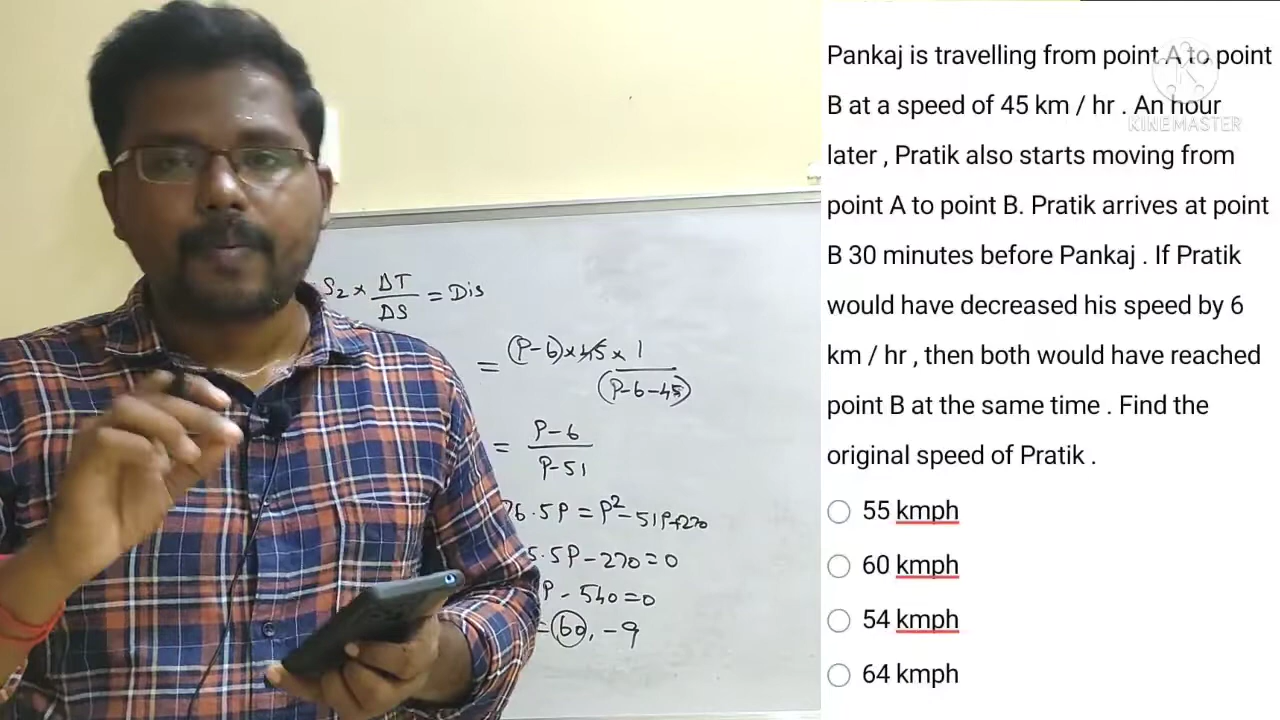 S₂ × ΔT/ΔS = Dis
= (P-6)×45×1/(P-6-45)
= P-6/P-51
6.5P = P²-51P+270
5.5P-270=0
P-540=0
=60, -9
Pankaj is travelling from point A to point
B at a speed of 45 km / hr . An hour
later , Pratik also starts moving from
point A to point B. Pratik arrives at point
B 30 minutes before Pankaj . If Pratik
would have decreased his speed by 6
km / hr , then both would have reached
point B at the same time . Find the
original speed of Pratik .
55 kmph
60 kmph
54 kmph
64 kmph
KINEMASTER